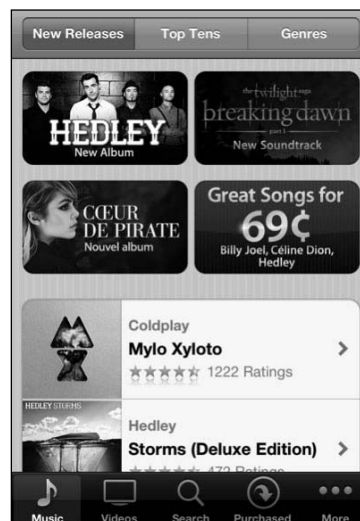 New Releases
Top Tens
Genres
HEDLEY
New Album
the twilight saga
breaking dawn
part 1
New Soundtrack
CŒUR
DE PIRATE
Nouvel album
Great Songs for
69¢
Billy Joel, Céline Dion,
Hedley
Coldplay
Mylo Xyloto
1222 Ratings
HEDLEY STORMS
Hedley
Storms (Deluxe Edition)
472 Ratings
Music
Videos
Search
Purchased
More